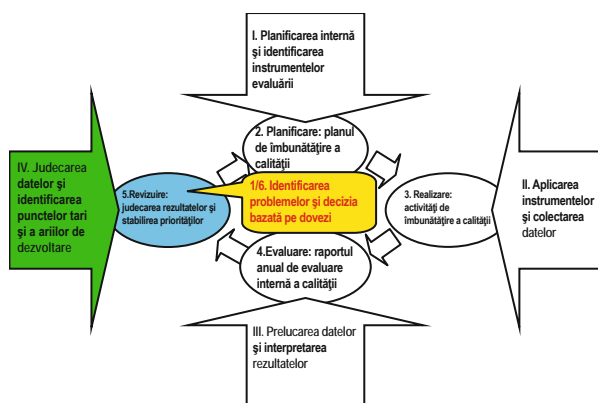 I. Planificarea internă
şi identificarea
instrumentelor
evaluării
2. Planificare: planul
de îmbunătăţire a
calităţii
IV. Judecarea
datelor şi
identificarea
punctelor tari
şi a ariilor de
dezvoltare
5.Revizuire:
judecarea rezultatelor şi
stabilirea priorităţilor
1/6. Identificarea
problemelor şi decizia
bazată pe dovezi
3. Realizare:
activităţi de
îmbunătăţire a calităţii
II. Aplicarea
instrumentelor
şi colectarea
datelor
4.Evaluare: raportul
anual de evaluare
internă a calităţii
III. Prelucarea datelor
şi interpretarea
rezultatelor